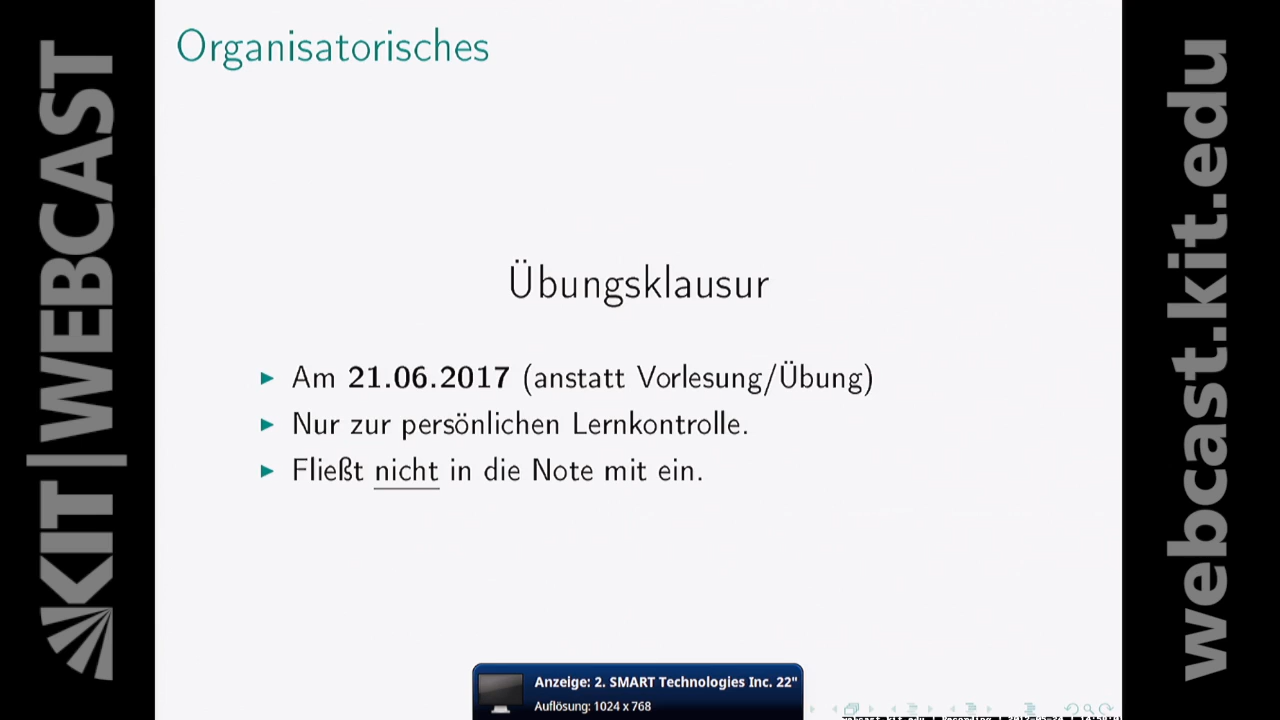 Organisatorisches
Übungsklausur
Am 21.06.2017 (anstatt Vorlesung/Übung)
Nur zur persönlichen Lernkontrolle.
Fließt nicht in die Note mit ein.
KIT|WEBCAST
webcast.kit.edu
Anzeige: 2. SMART Technologies Inc. 22"
Auflösung: 1024 x 768